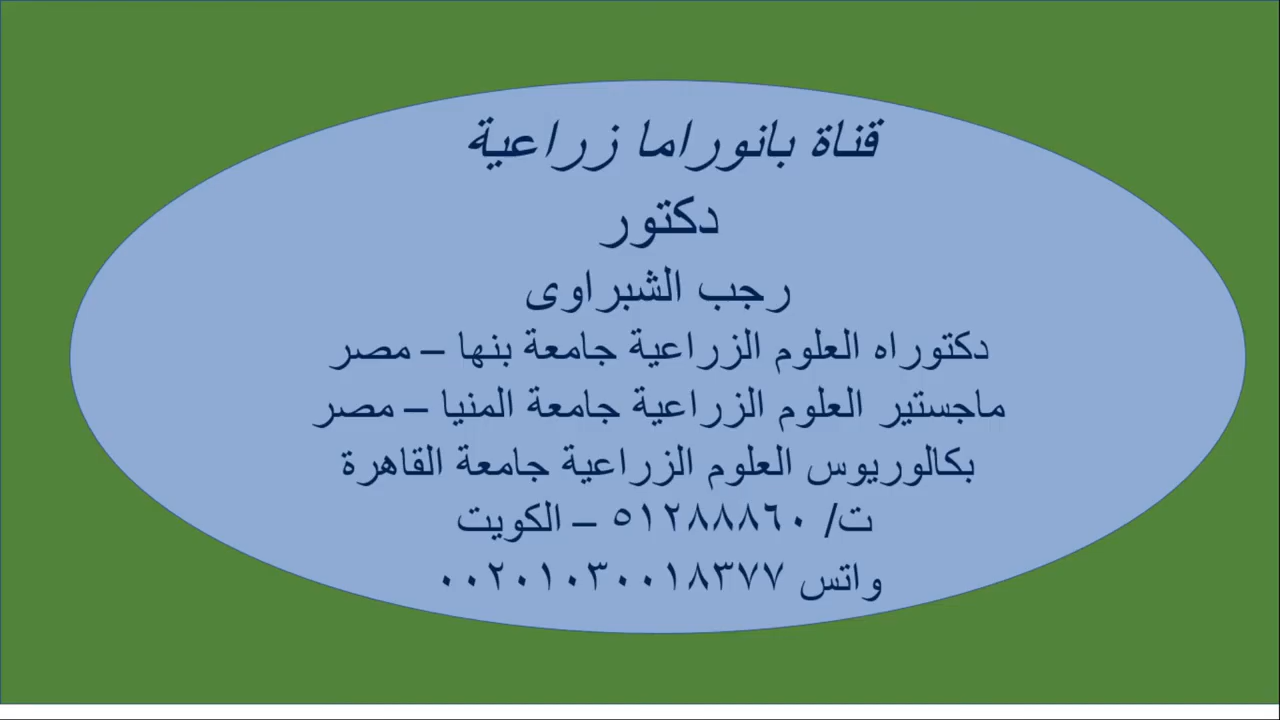 قناة بانوراما زراعية
دكتور
رجب الشبراوى
دكتوراه العلوم الزراعية جامعة بنها – مصر
ماجستير العلوم الزراعية جامعة المنيا – مصر
بكالوريوس العلوم الزراعية جامعة القاهرة
ت/ ٥١٢٨٨٨٦٠ – الكويت
واتس ٠٠٢٠١٠٣٠٠١٨٣٧٧